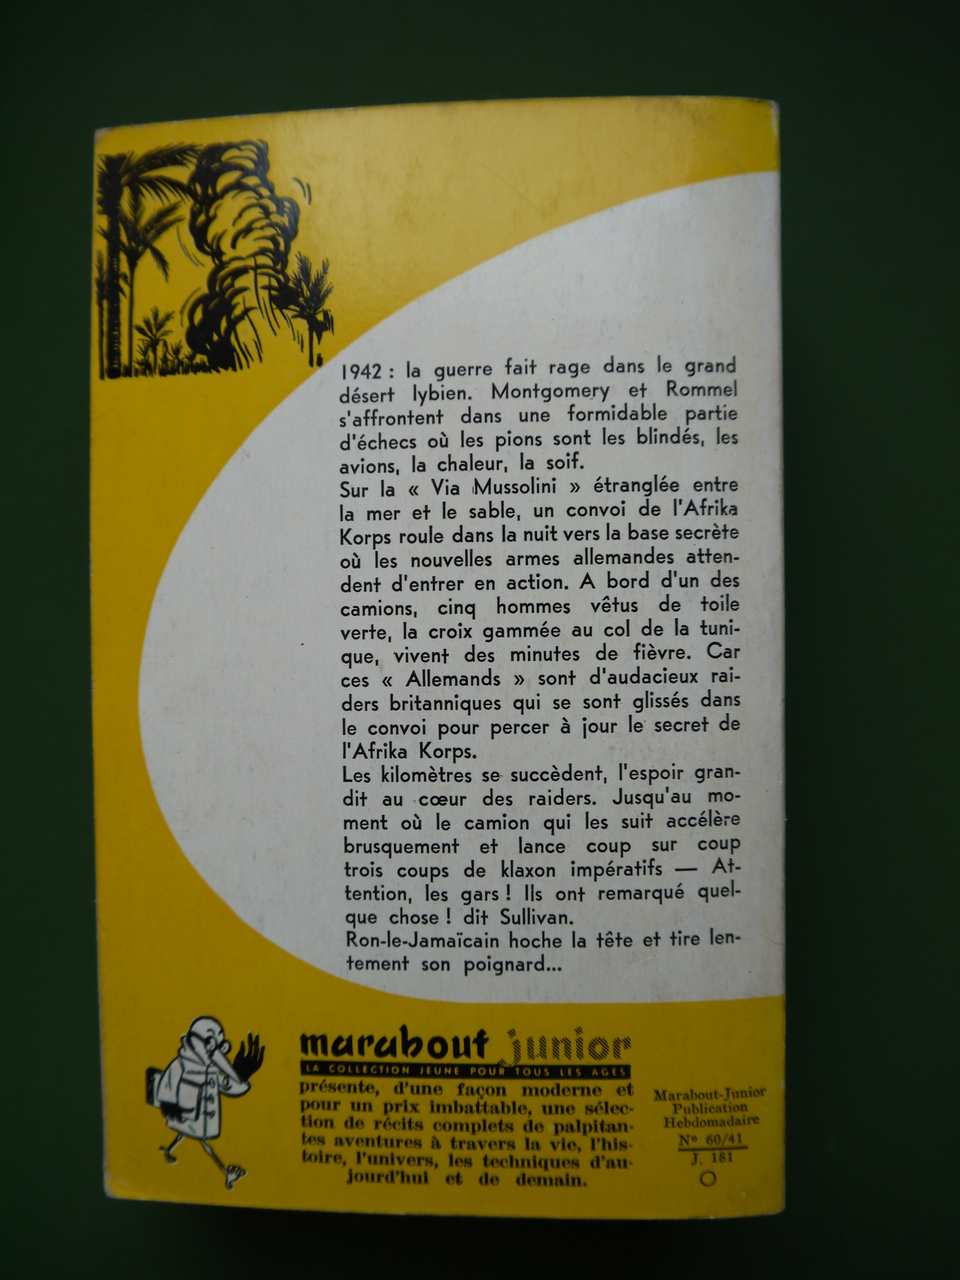 1942 : la guerre fait rage dans le grand
désert lybien. Montgomery et Rommel
s'affrontent dans une formidable partie
d'échecs où les pions sont les blindés, les
avions, la chaleur, la soif.
Sur la « Via Mussolini » étranglée entre
la mer et le sable, un convoi de l'Afrika
Korps roule dans la nuit vers la base secrète
où les nouvelles armes allemandes atten-
dent d'entrer en action. A bord d'un des
camions, cinq hommes vêtus de toile
verte, la croix gammée au col de la tuni-
que, vivent des minutes de fièvre. Car
ces « Allemands » sont d'audacieux rai-
ders britanniques qui se sont glissés dans
le convoi pour percer à jour le secret de
l'Afrika Korps.
Les kilomètres se succèdent, l'espoir gran-
dit au cœur des raiders. Jusqu'au mo-
ment où le camion qui les suit accélère
brusquement et lance coup sur coup
trois coups de klaxon impératifs — At-
tention, les gars ! Ils ont remarqué quel-
que chose ! dit Sullivan.
Ron-le-Jamaïcain hoche la tête et tire len-
tement son poignard...
marabout junior
LA COLLECTION JEUNE POUR TOUS LES AGES
présente, d'une façon moderne et
pour un prix imbattable, une sélec-
tion de récits complets de palpitan-
tes aventures à travers la vie, l'his-
toire, l'univers, les techniques d'au-
jourd'hui et de demain.
Marabout-Junior
Publication
Hebdomadaire
N° 60/41
J. 181